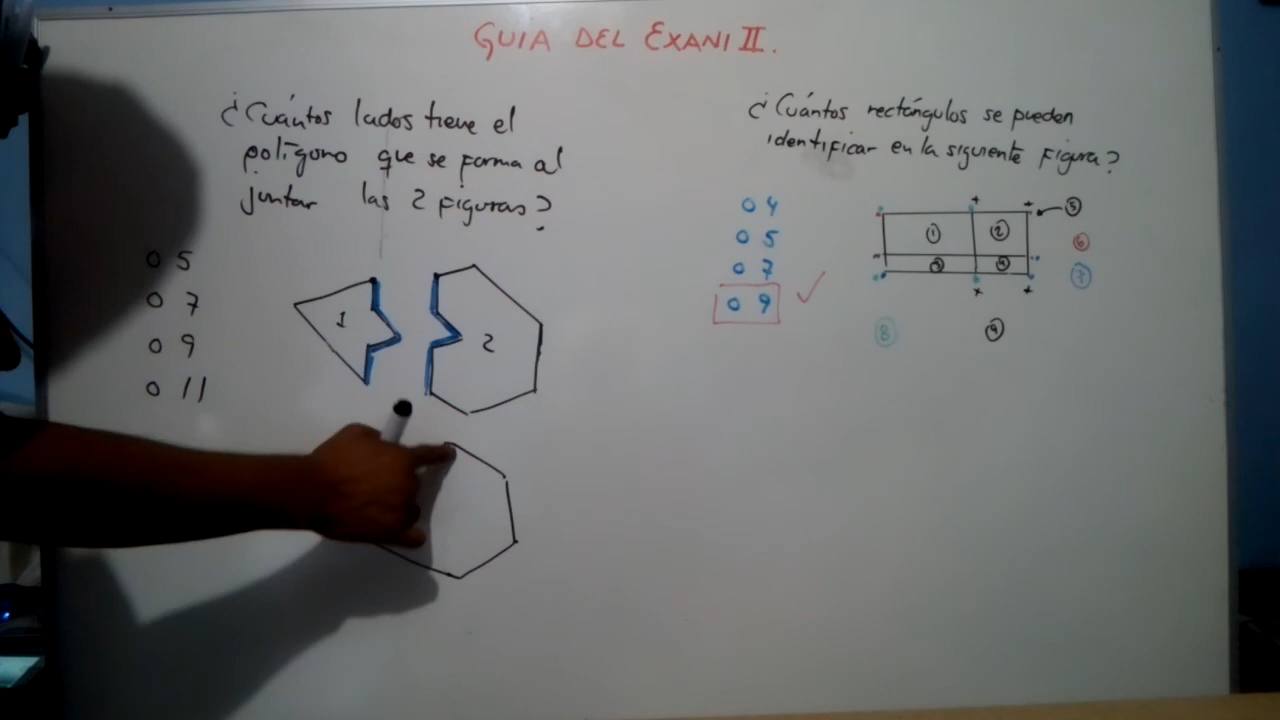 GUIA DEL EXANI II.
¿Cuántos lados tiene el
polígono que se forma al
juntar las 2 figuras?
o 5
o 7
o 9
o 11
1
2
¿Cuántos rectángulos se pueden
identificar en la siguiente figura?
o 4
o 5
o 7
o 9 ✓
1
2
3
4
5
6
7
8
9